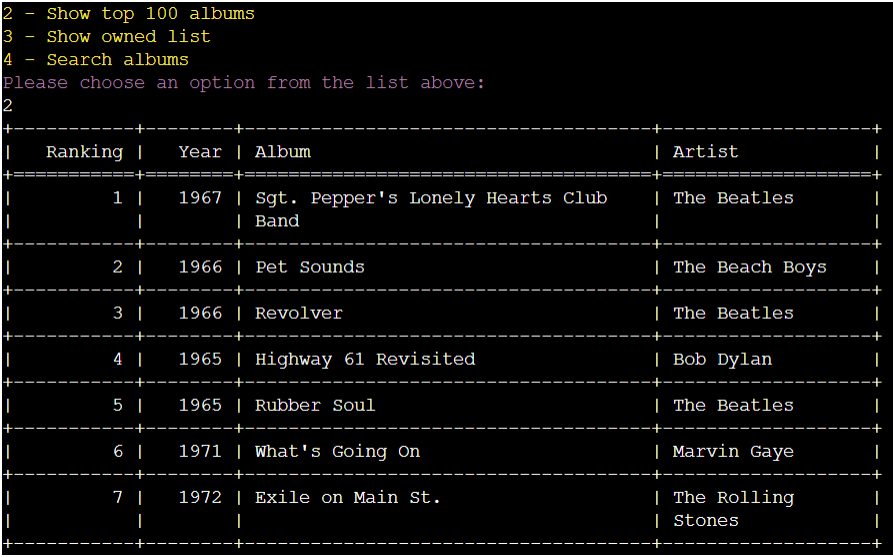 2 - Show top 100 albums
3 - Show owned list
4 - Search albums
Please choose an option from the list above:
2
+-----------+--------+-------------------------------------+-------------------+
|   Ranking |   Year | Album                               | Artist            |
+===========+========+=====================================+===================+
|         1 |   1967 | Sgt. Pepper's Lonely Hearts Club    | The Beatles       |
|           |        | Band                                |                   |
+-----------+--------+-------------------------------------+-------------------+
|         2 |   1966 | Pet Sounds                          | The Beach Boys    |
+-----------+--------+-------------------------------------+-------------------+
|         3 |   1966 | Revolver                            | The Beatles       |
+-----------+--------+-------------------------------------+-------------------+
|         4 |   1965 | Highway 61 Revisited                | Bob Dylan         |
+-----------+--------+-------------------------------------+-------------------+
|         5 |   1965 | Rubber Soul                         | The Beatles       |
+-----------+--------+-------------------------------------+-------------------+
|         6 |   1971 | What's Going On                     | Marvin Gaye       |
+-----------+--------+-------------------------------------+-------------------+
|         7 |   1972 | Exile on Main St.                   | The Rolling       |
|           |        |                                     | Stones            |
+-----------+--------+-------------------------------------+-------------------+